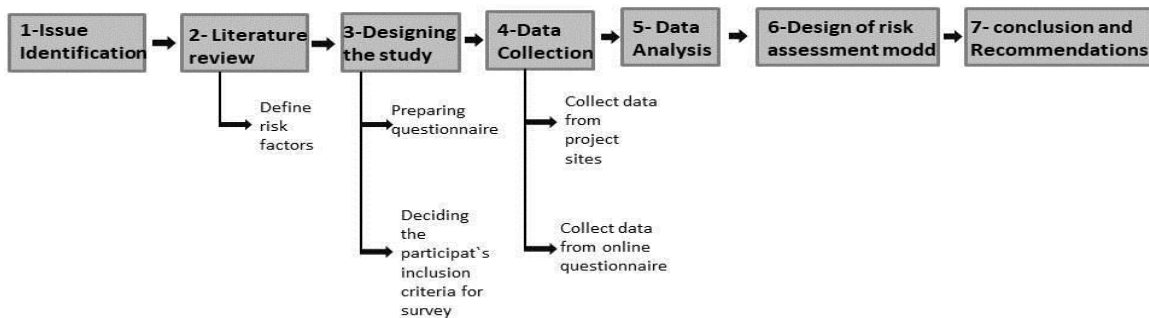 1-Issue
Identification
2- Literature
review
3-Designing
the study
4-Data
Collection
5- Data
Analysis
6-Design of risk
assessment modd
7- conclusion and
Recommendations
Define
risk
factors
Preparing
questionnaire
Deciding
the
participat`s
inclusion
criteria for
survey
Collect data
from
project
sites
Collect data
from online
questionnaire